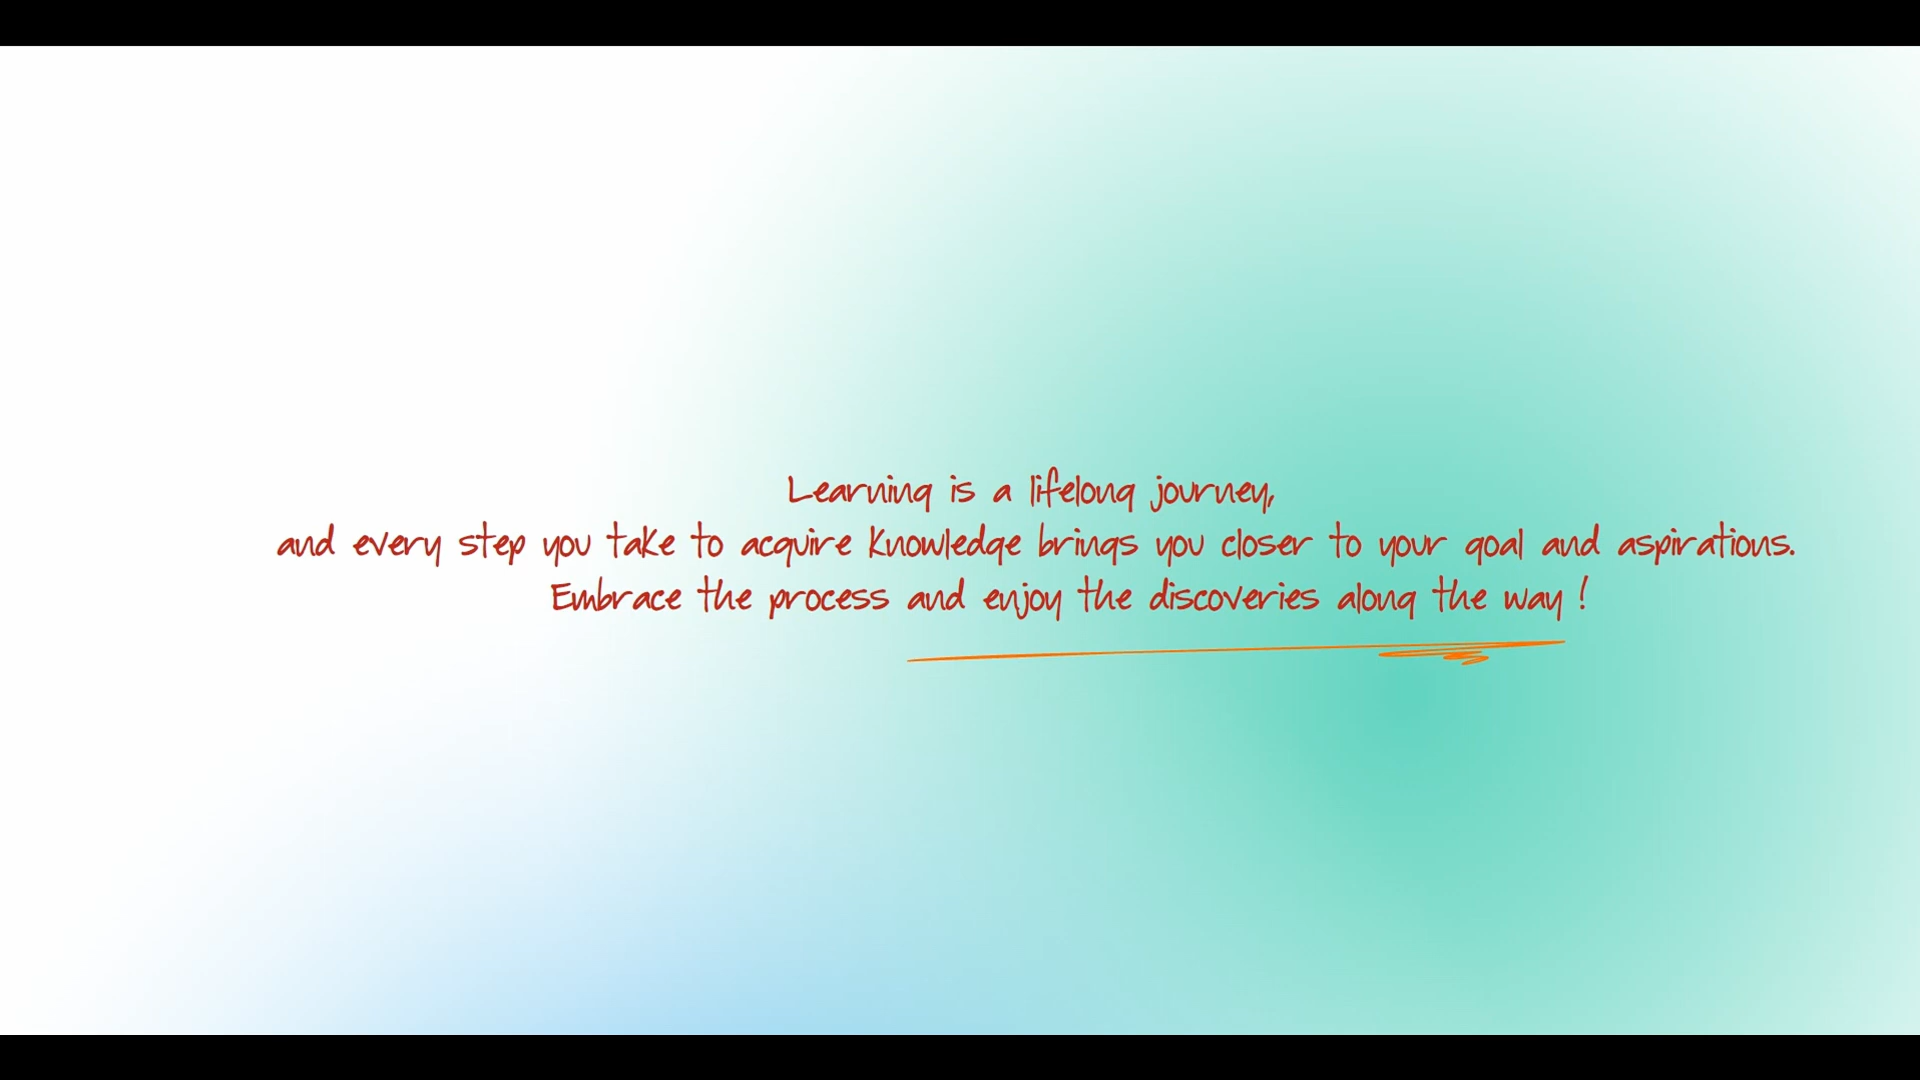 Learning is a lifelong journey,
and every step you take to acquire knowledge brings you closer to your goal and aspirations.
Embrace the process and enjoy the discoveries along the way !